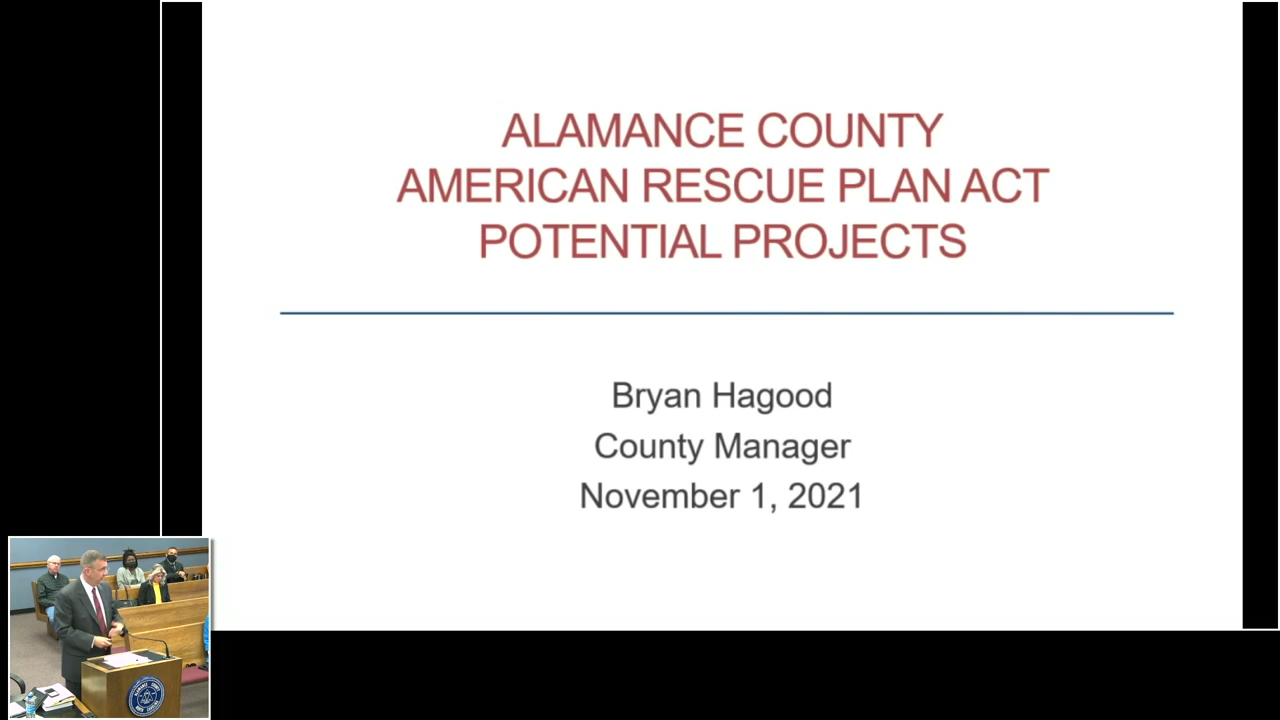 ALAMANCE COUNTY
AMERICAN RESCUE PLAN ACT
POTENTIAL PROJECTS
Bryan Hagood
County Manager
November 1, 2021